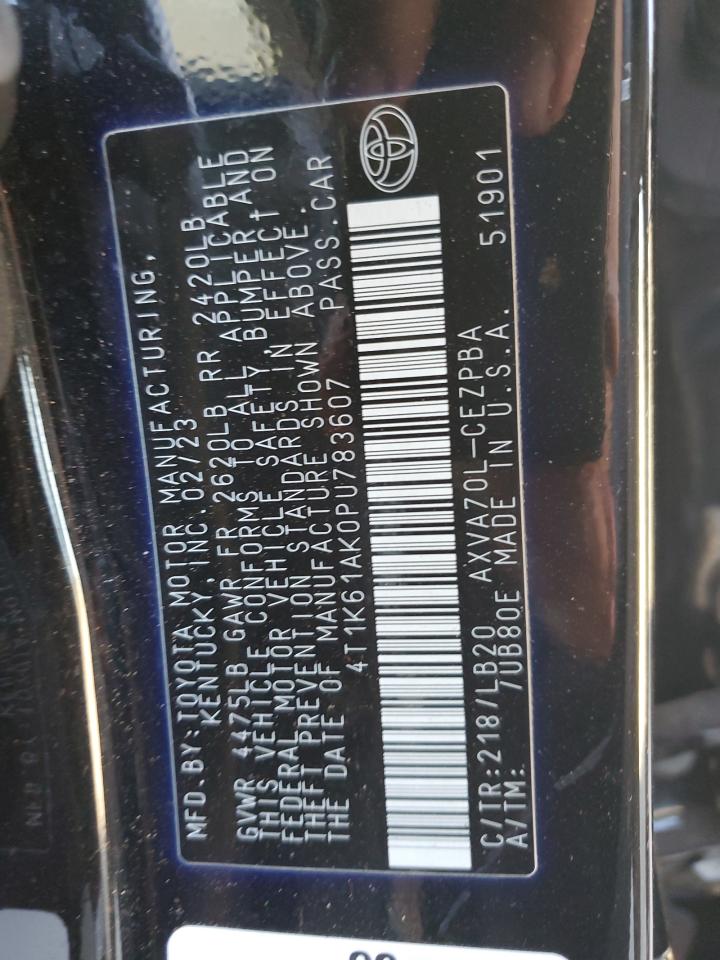 MFD.BY:TOYOTA MOTOR MANUFACTURING,
KENTUCKY,INC.02/23
GVWR 4475LB GAWR FR 2620LB RR 2420LB
THIS VEHICLE CONFORMS TO ALL APPLICABLE
FEDERAL MOTOR VEHICLE SAFETY BUMPER AND
THEFT PREVENTION STANDARDS IN EFFECT ON
THE DATE OF MANUFACTURE SHOWN ABOVE.
4T1K61AK0PU783607 PASS.CAR
C/TR:218/LB20 AXVA70L-CEZPBA 51901
A/TM: /UB80E MADE IN U.S.A.